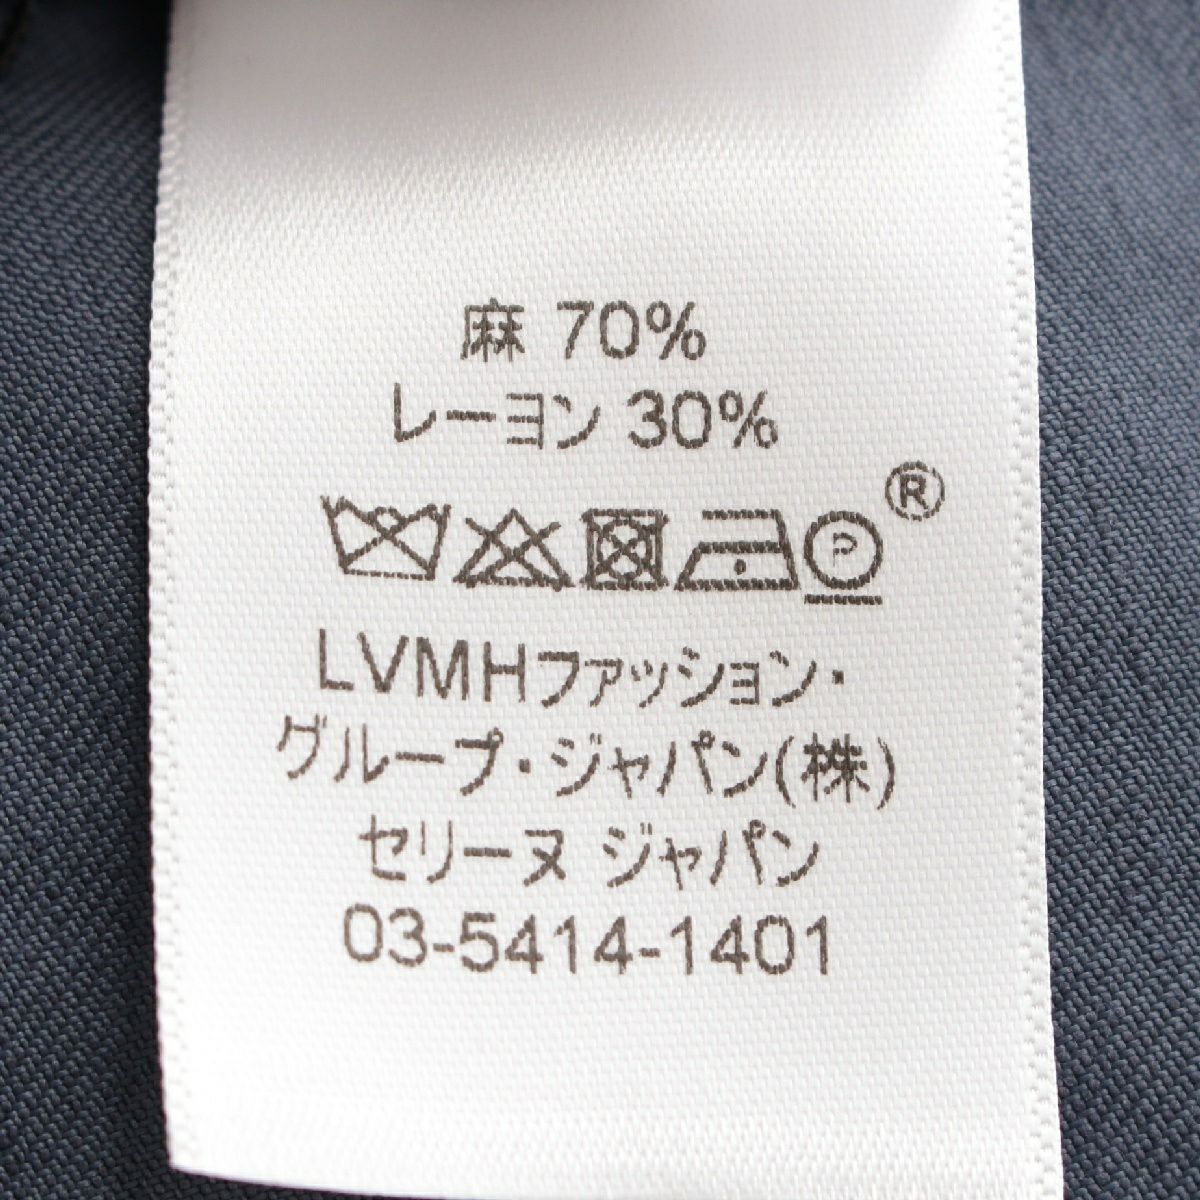 麻 70%
レーヨン 30%
®
P
LVMHファッション・
グループ・ジャパン(株)
セリーヌ ジャパン
03-5414-1401